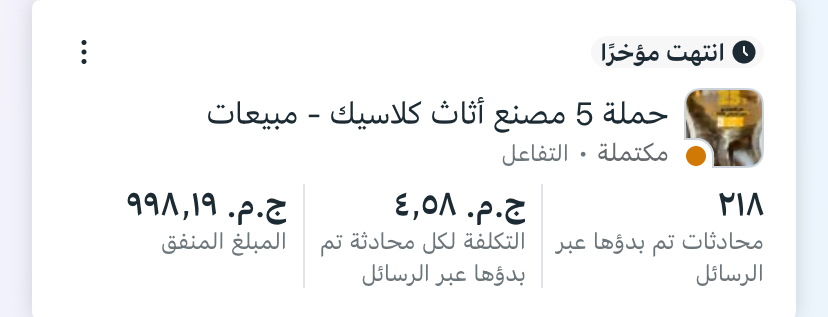 انتهت مؤخرًا
حملة 5 مصنع أثاث كلاسيك - مبيعات
مكتملة • التفاعل
٢١٨
محادثات تم بدؤها عبر
الرسائل
ج.م. ٤,٥٨
التكلفة لكل محادثة تم
بدؤها عبر الرسائل
ج.م. ٩٩٨,١٩
المبلغ المنفق